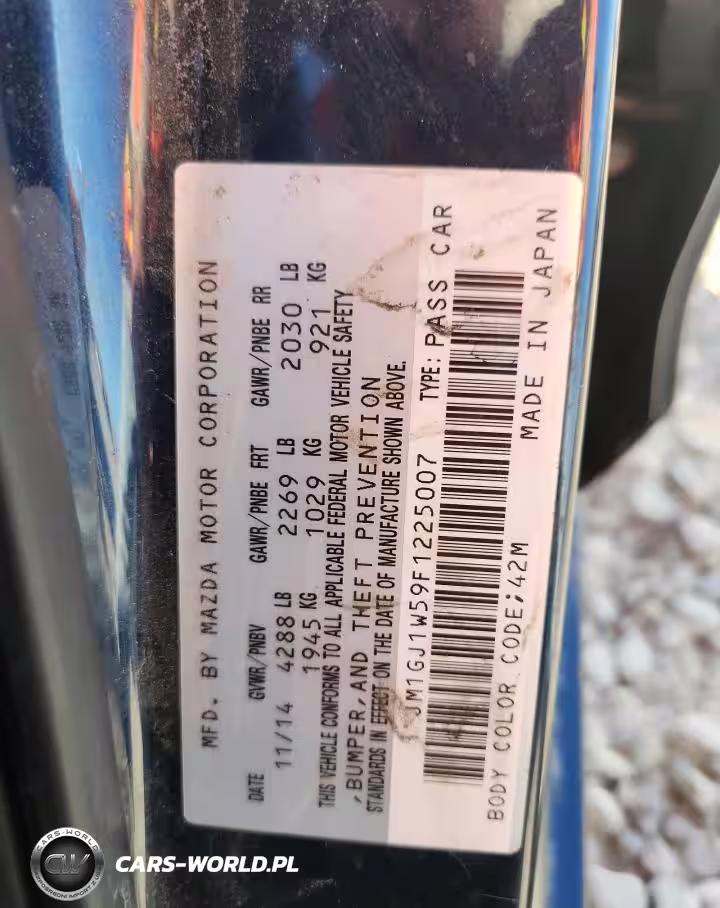 MFD. BY MAZDA MOTOR CORPORATION
DATE GVWR/PNBV GAWR/PNBE FRT GAWR/PNBE RR
11/14 4288 LB 2269 LB 2030 LB
1945 KG 1029 KG 921 KG
THIS VEHICLE CONFORMS TO ALL APPLICABLE FEDERAL MOTOR VEHICLE SAFETY
,BUMPER,AND THEFT PREVENTION
STANDARDS IN EFFECT ON THE DATE OF MANUFACTURE SHOWN ABOVE.
JM1GJ1W59F1225007 TYPE: PASS CAR
BODY COLOR CODE;42M MADE IN JAPAN
CARS-WORLD
CW
CARS-WORLD.PL